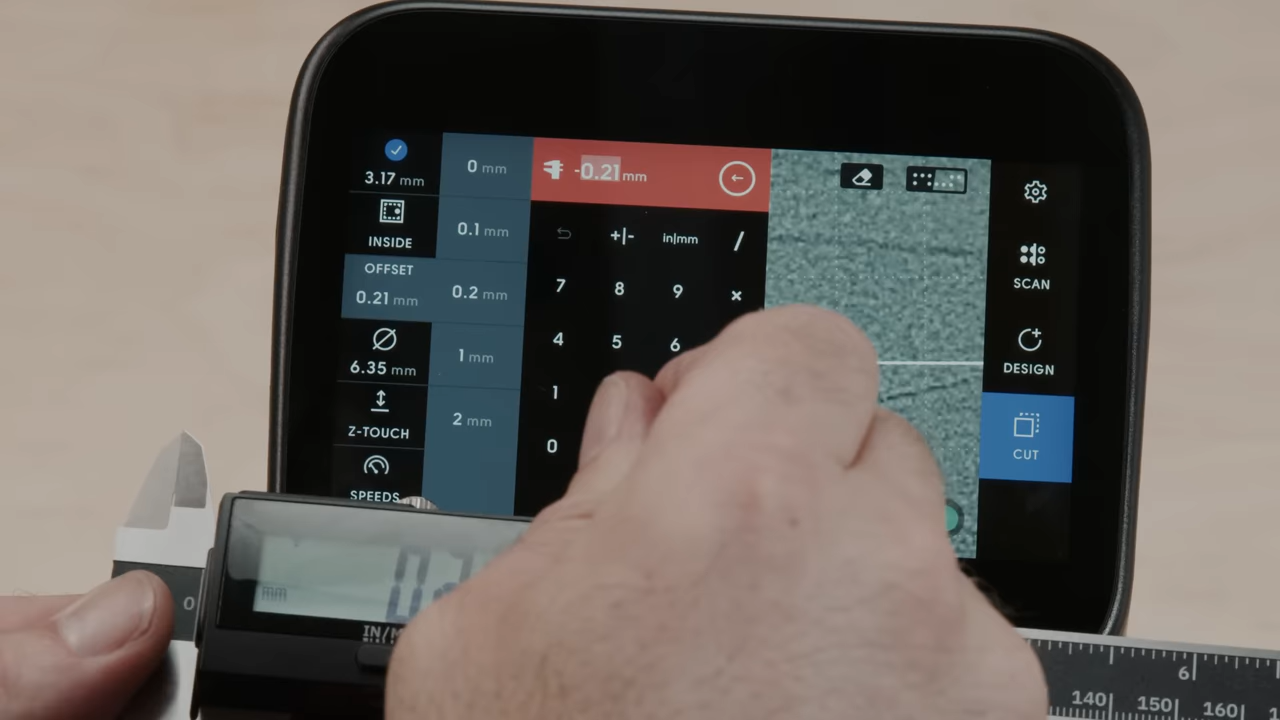 3.17 mm
INSIDE
OFFSET
0.21 mm
6.35 mm
Z-TOUCH
SPEEDS
0 mm
0.1 mm
0.2 mm
1 mm
2 mm
-0.21 mm
+|- in|mm /
7 8 9 ×
4 5 6
1
0
SCAN
DESIGN
CUT
mm
0
6
140 150 160